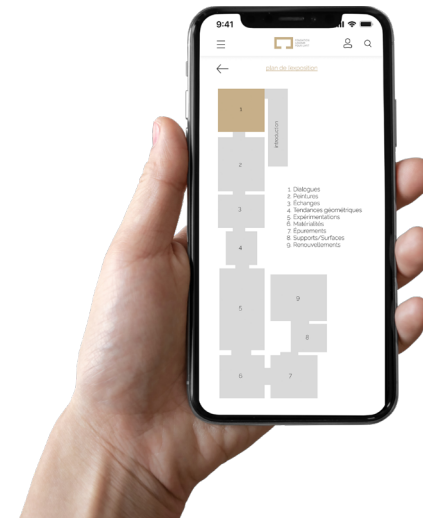 9:41
plan de l'exposition
1
introduction
2
3
4
5
6
7
8
9
1. Dialogues
2. Peintures
3. Échanges
4. Tendances géométriques
5. Expérimentations
6. Matérialités
7. Épurements
8. Supports/Surfaces
9. Renouvellements